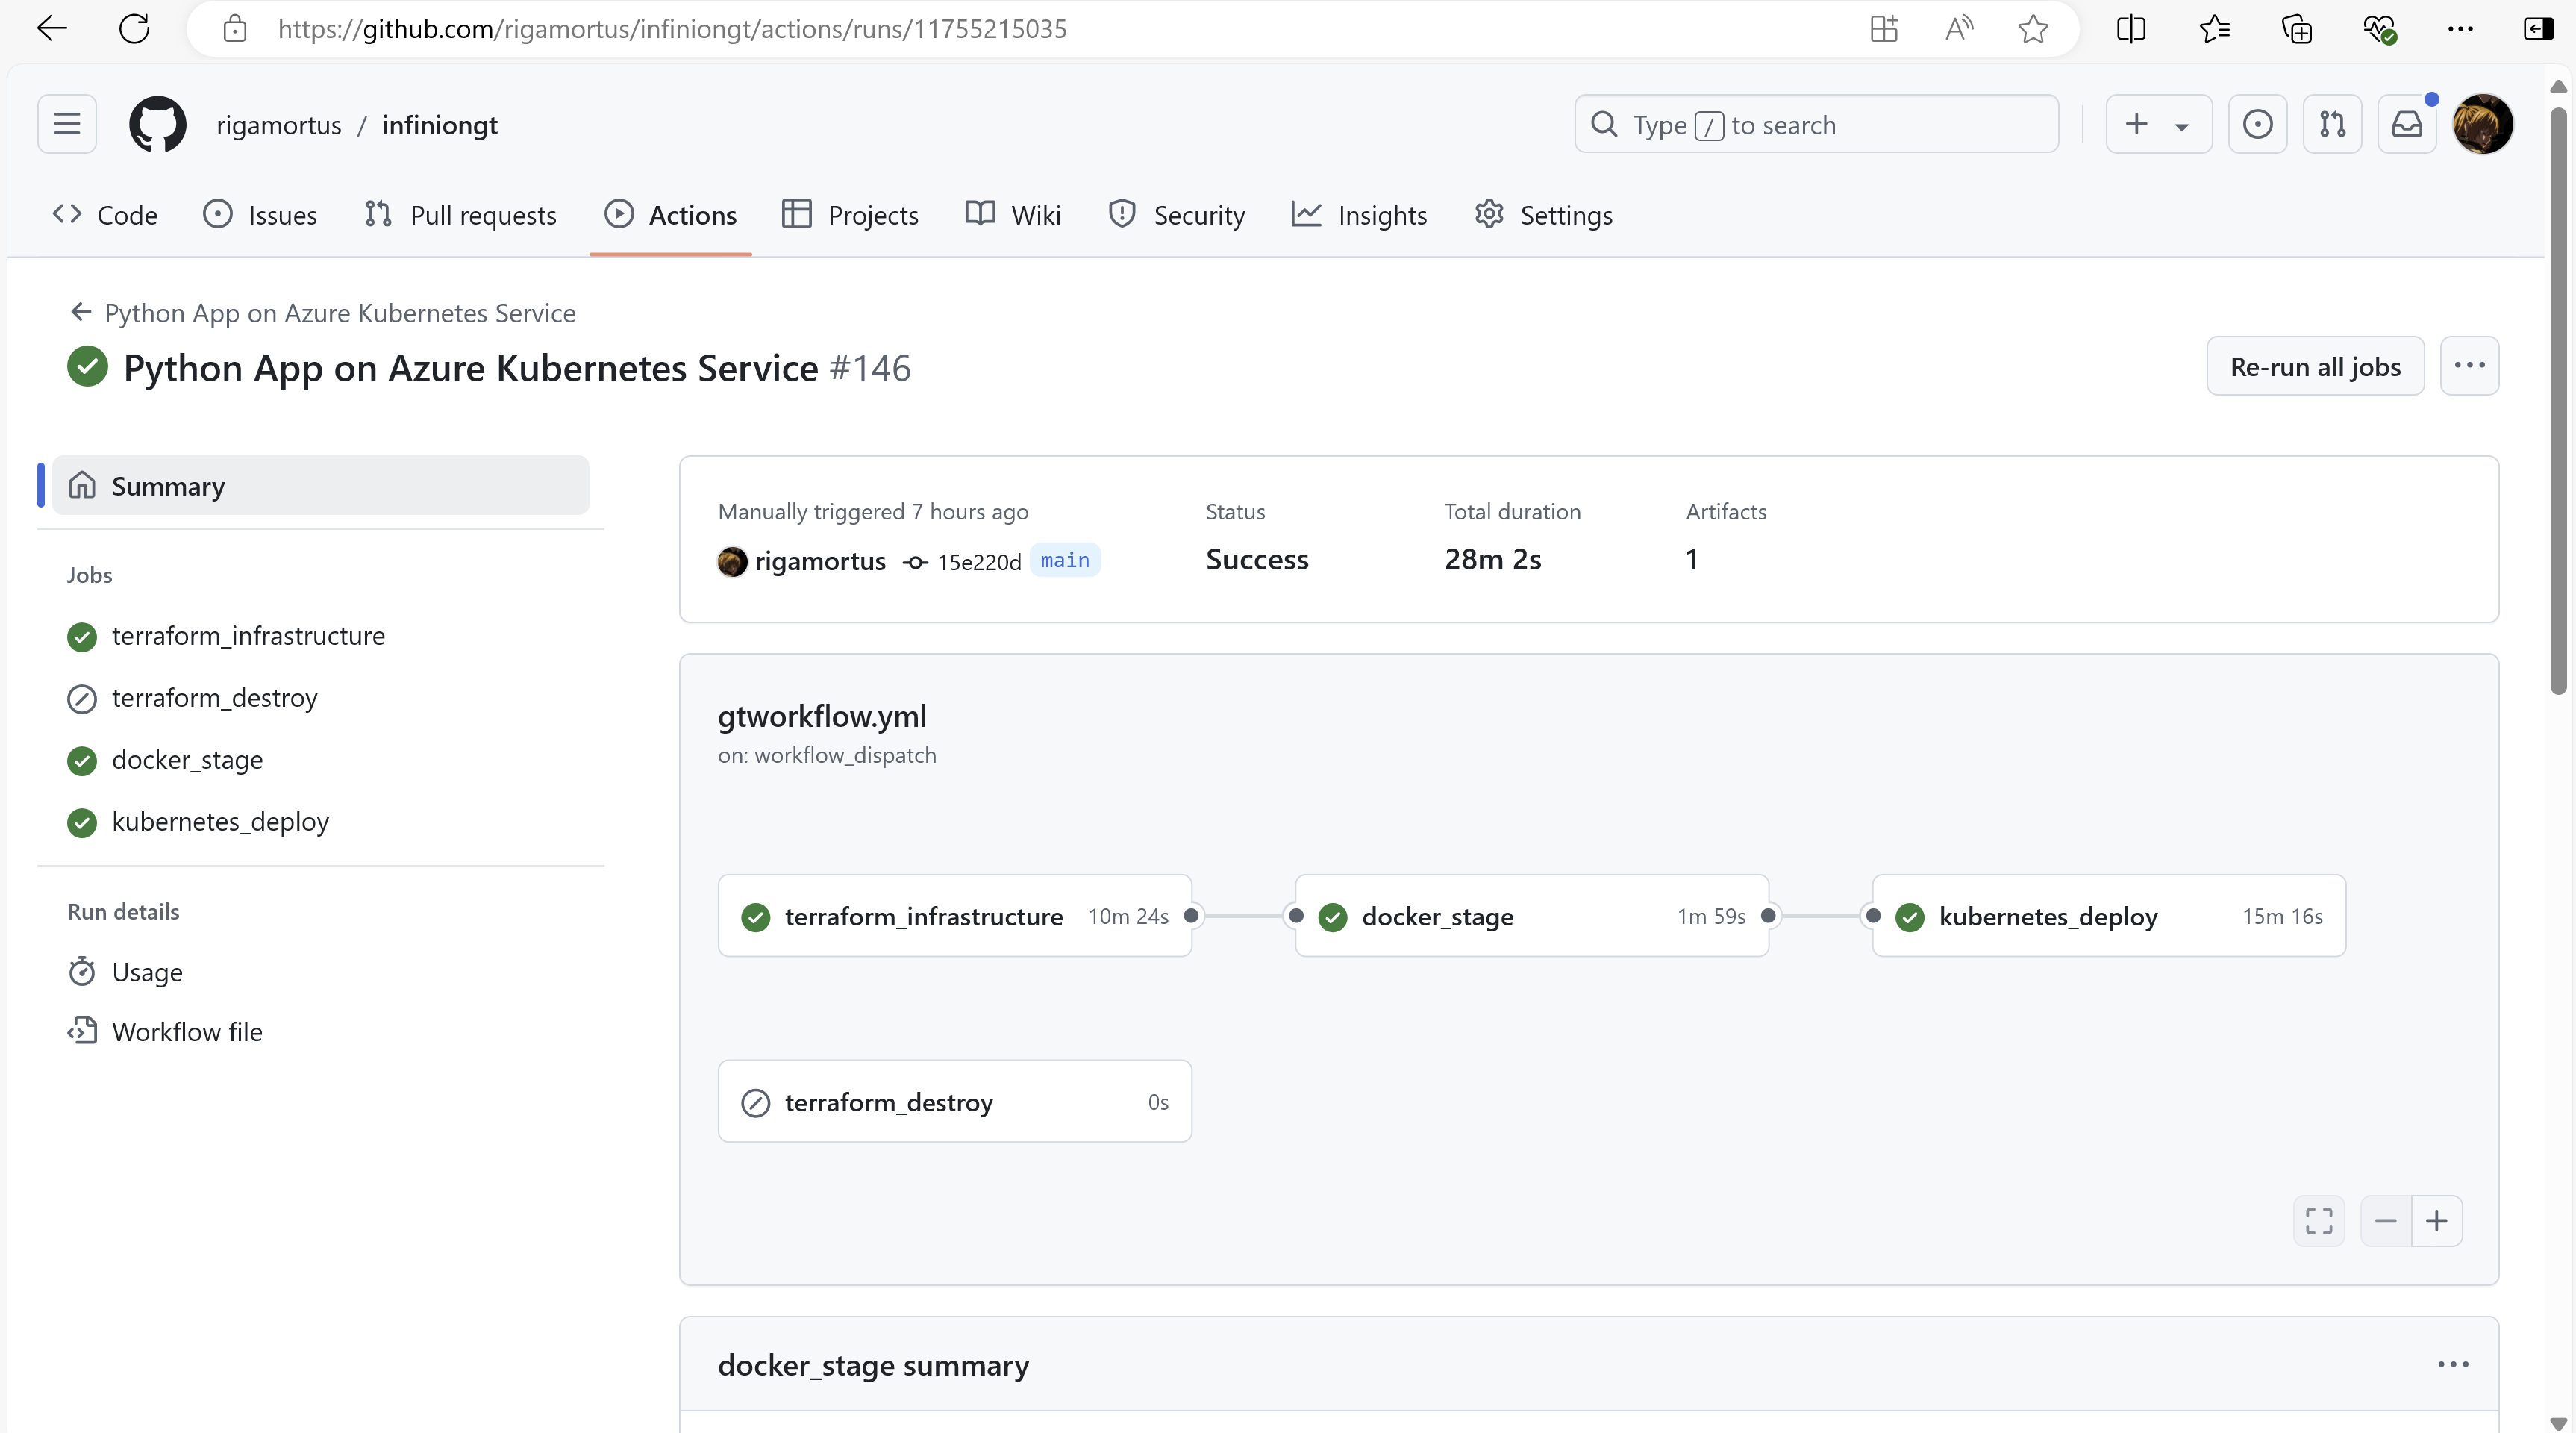 https://github.com/rigamortus/infiniongt/actions/runs/11755215035
rigamortus / infiniongt
Type / to search
Code Issues Pull requests Actions Projects Wiki Security Insights Settings
Python App on Azure Kubernetes Service
Python App on Azure Kubernetes Service #146
Re-run all jobs
Summary
Jobs
terraform_infrastructure
terraform_destroy
docker_stage
kubernetes_deploy
Run details
Usage
Workflow file
Manually triggered 7 hours ago
rigamortus 15e220d main
Status
Success
Total duration
28m 2s
Artifacts
1
gtworkflow.yml
on: workflow_dispatch
terraform_infrastructure 10m 24s
docker_stage 1m 59s
kubernetes_deploy 15m 16s
terraform_destroy 0s
docker_stage summary